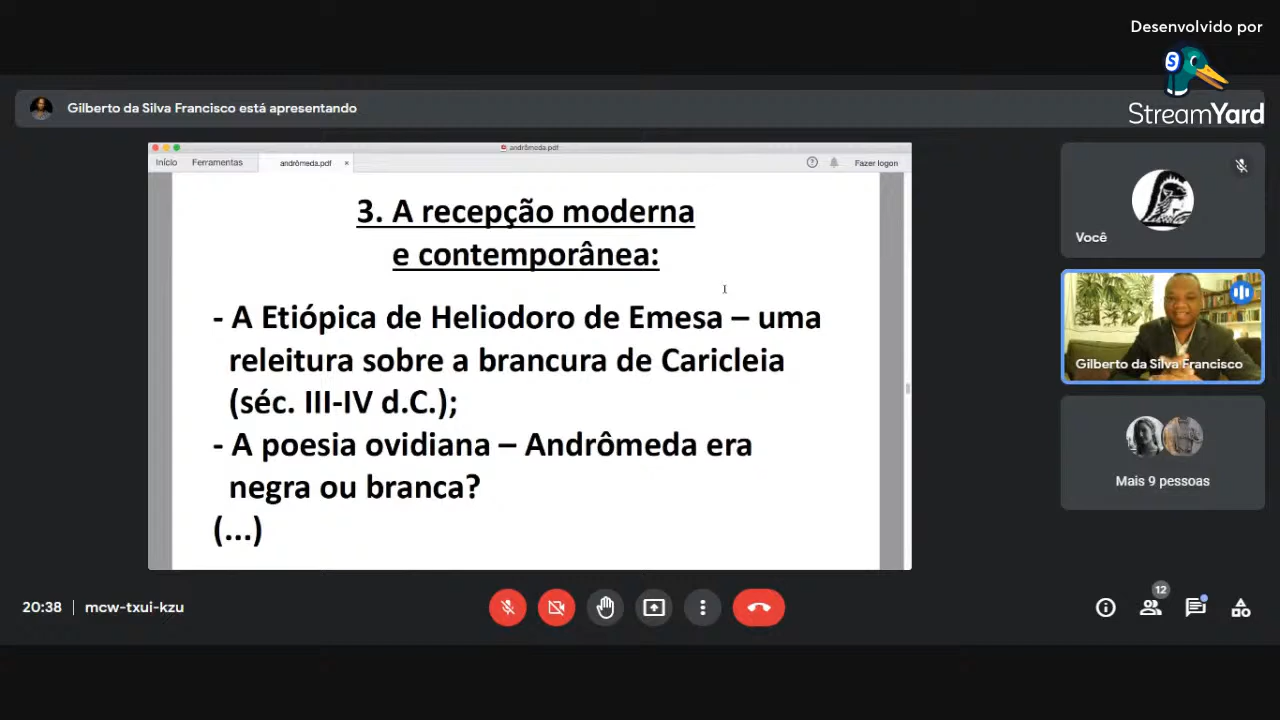 Desenvolvido por
StreamYard
Gilberto da Silva Francisco está apresentando
andrômeda.pdf
Início Ferramentas andrômeda.pdf × Fazer logon
3. A recepção moderna
e contemporânea:
- A Etiópica de Heliodoro de Emesa – uma
releitura sobre a brancura de Caricleia
(séc. III-IV d.C.);
- A poesia ovidiana – Andrômeda era
negra ou branca?
(...)
Você
Gilberto da Silva Francisco
Mais 9 pessoas
20:38 | mcw-txui-kzu
12